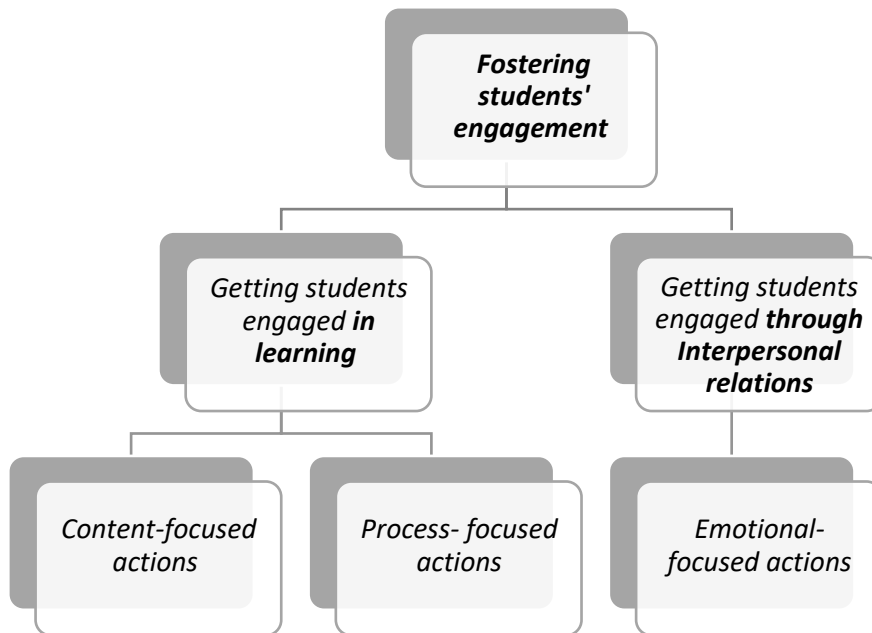 Fostering
students'
engagement
Getting students
engaged in
learning
Getting students
engaged through
Interpersonal
relations
Content-focused
actions
Process- focused
actions
Emotional-
focused actions